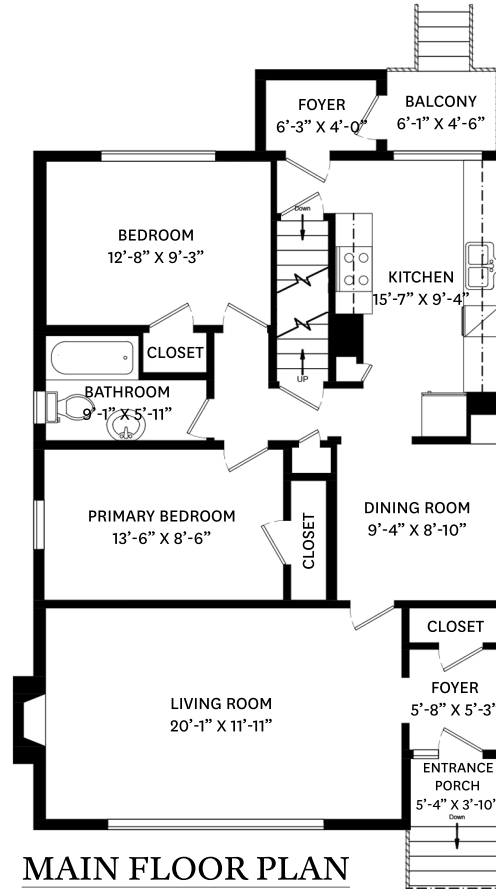 FOYER
6'-3" X 4'-0"
BALCONY
6'-1" X 4'-6"
Down
BEDROOM
12'-8" X 9'-3"
KITCHEN
15'-7" X 9'-4"
CLOSET
UP
BATHROOM
9'-1" X 5'-11"
PRIMARY BEDROOM
13'-6" X 8'-6"
CLOSET
DINING ROOM
9'-4" X 8'-10"
CLOSET
FOYER
5'-8" X 5'-3"
LIVING ROOM
20'-1" X 11'-11"
ENTRANCE
PORCH
5'-4" X 3'-10"
Down
MAIN FLOOR PLAN